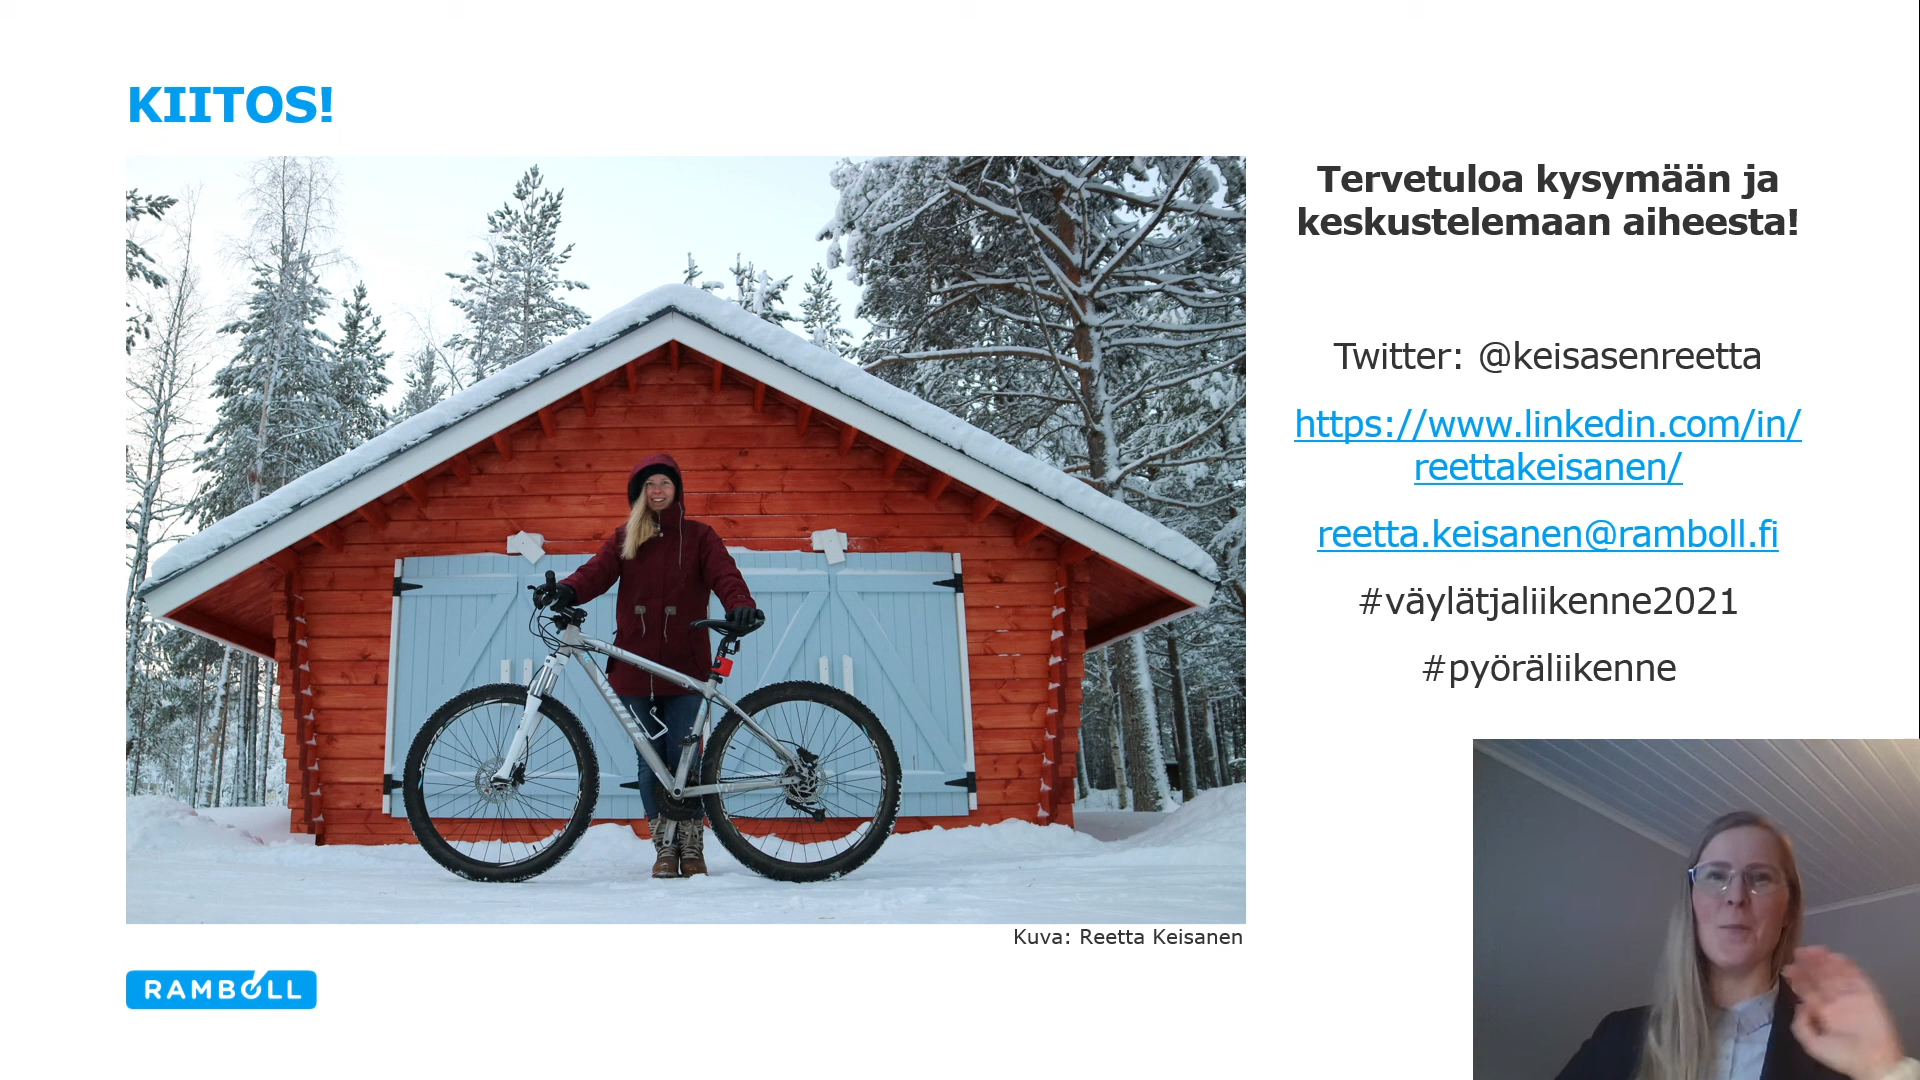 KIITOS!
Tervetuloa kysymään ja
keskustelemaan aiheesta!
Twitter: @keisasenreetta
https://www.linkedin.com/in/
reettakeisanen/
reetta.keisanen@ramboll.fi
#väylätjaliikenne2021
#pyöräliikenne
WHITE
Kuva: Reetta Keisanen
RAMBOLL